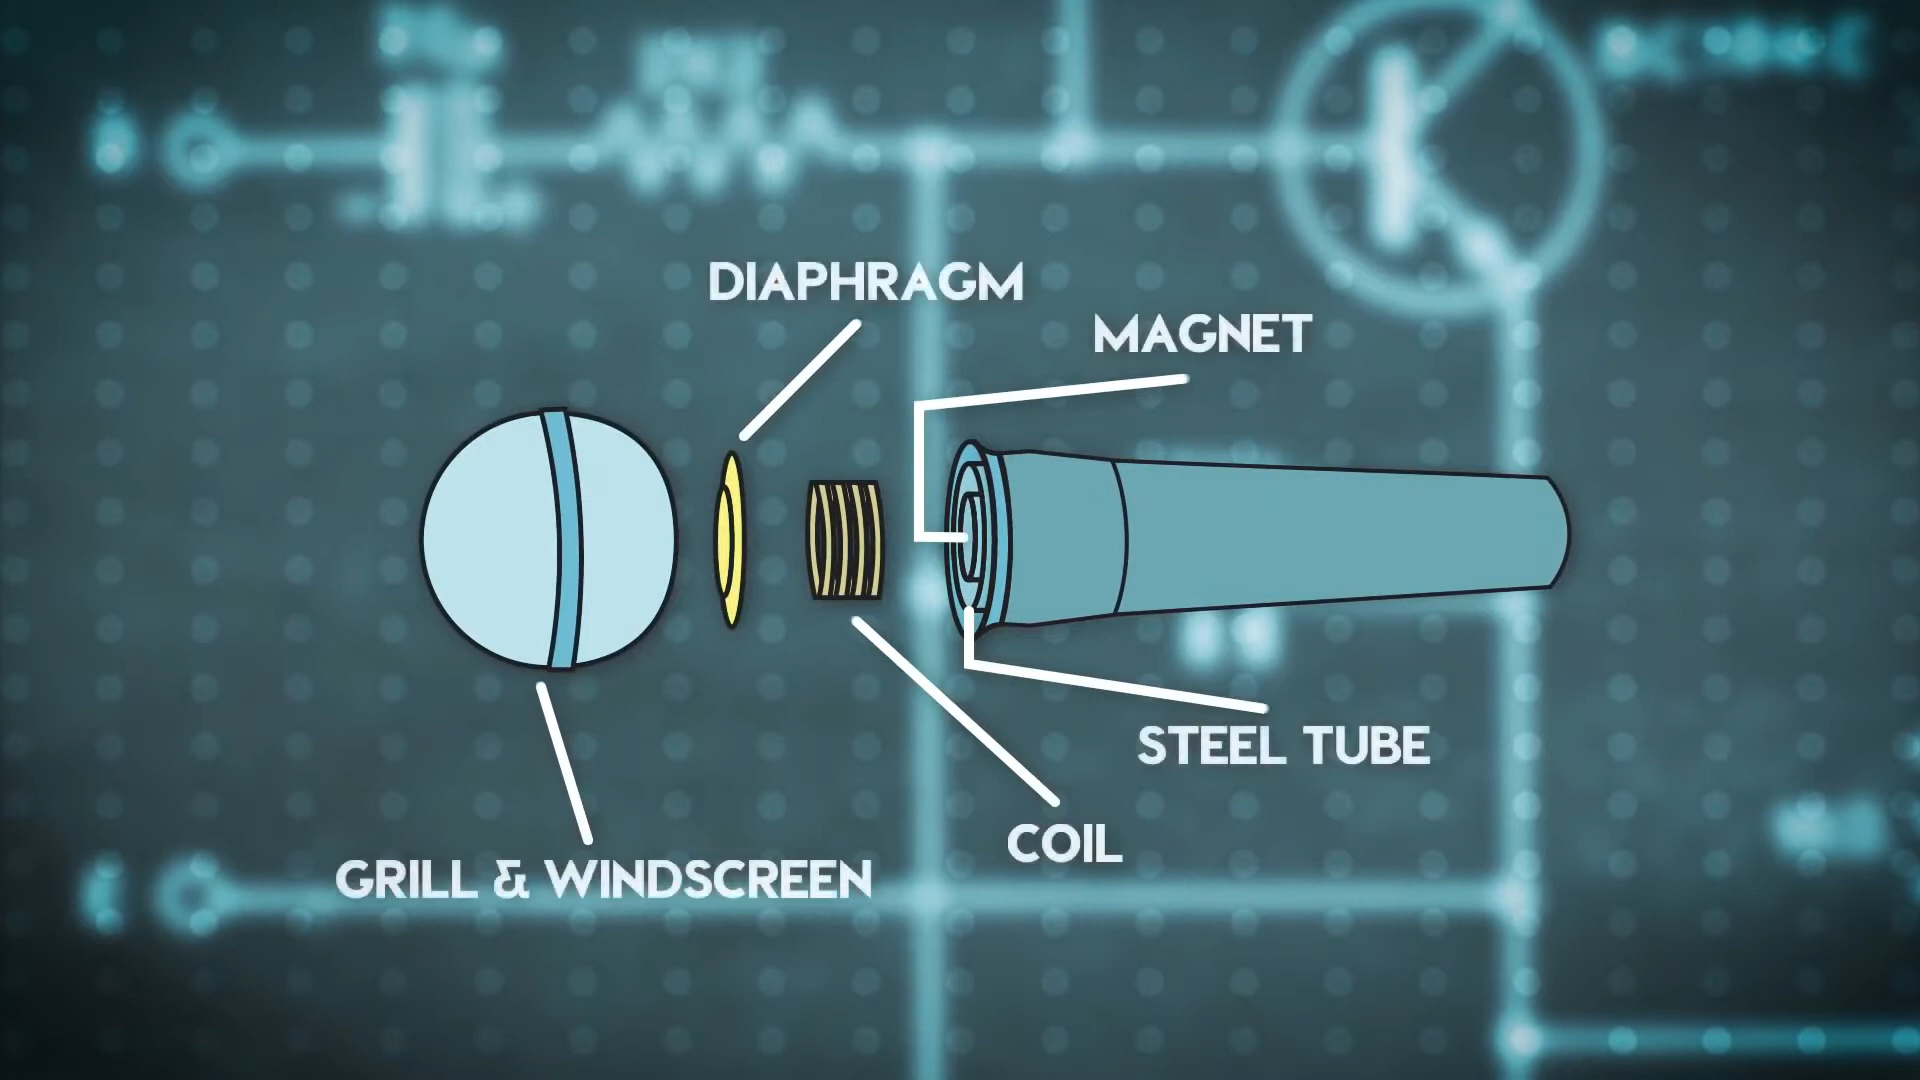 DIAPHRAGM
MAGNET
STEEL TUBE
COIL
GRILL & WINDSCREEN